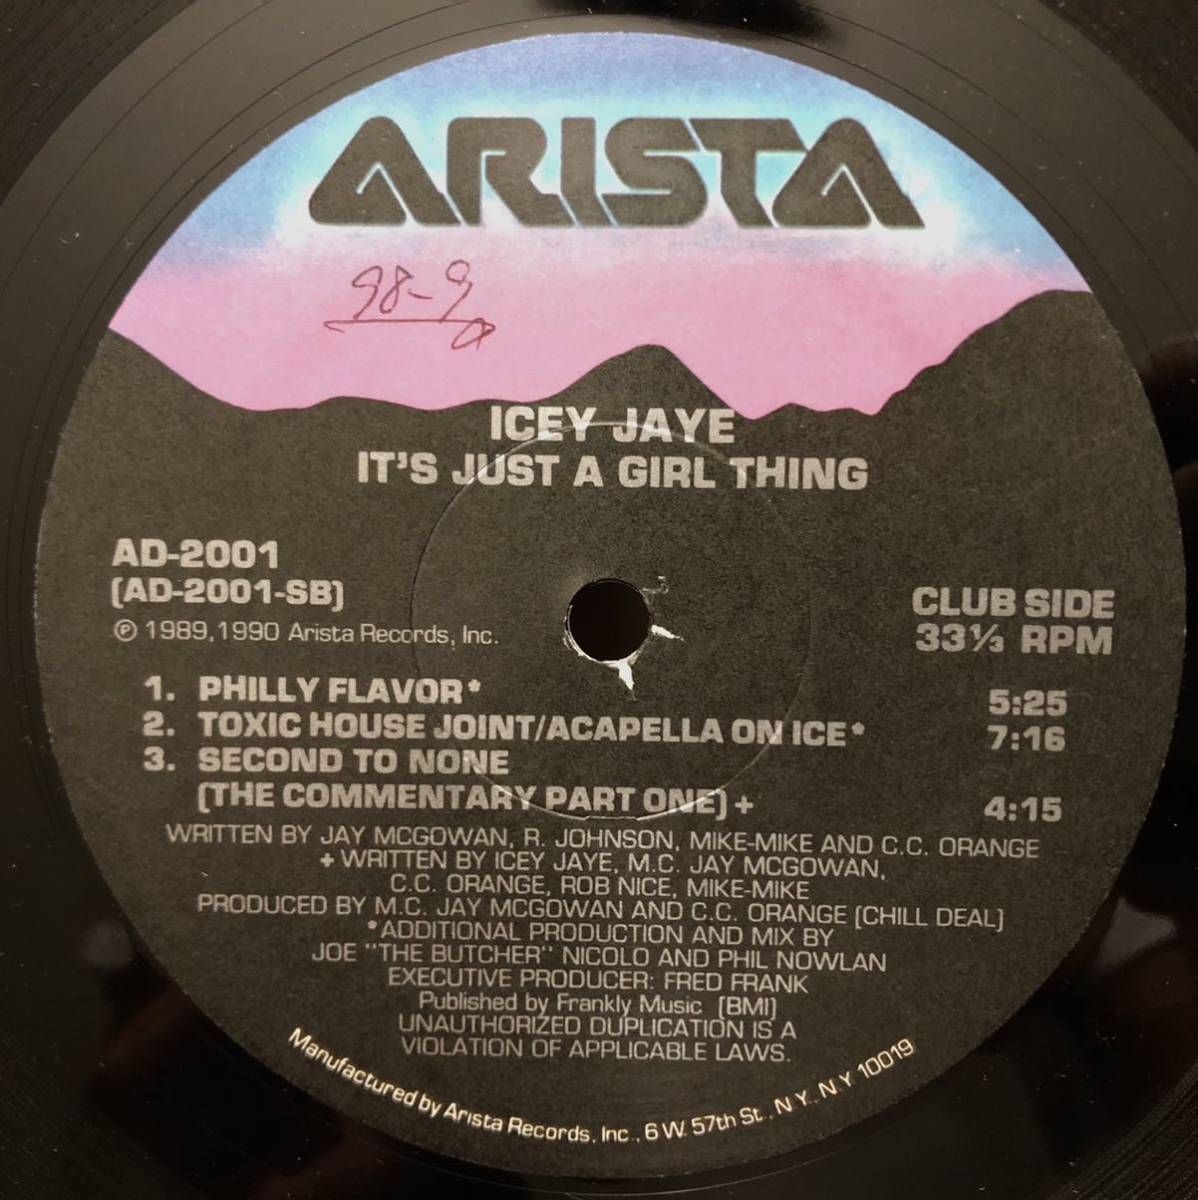 ARISTA
98-9
ICEY JAYE
IT'S JUST A GIRL THING
AD-2001
(AD-2001-SB)
℗ 1989,1990 Arista Records, Inc.
CLUB SIDE
33⅓ RPM
1. PHILLY FLAVOR* 5:25
2. TOXIC HOUSE JOINT/ACAPELLA ON ICE* 7:16
3. SECOND TO NONE
(THE COMMENTARY PART ONE) + 4:15
WRITTEN BY JAY MCGOWAN, R. JOHNSON, MIKE-MIKE AND C.C. ORANGE
+ WRITTEN BY ICEY JAYE, M.C. JAY MCGOWAN,
C.C. ORANGE, ROB NICE, MIKE-MIKE
PRODUCED BY M.C. JAY MCGOWAN AND C.C. ORANGE (CHILL DEAL)
*ADDITIONAL PRODUCTION AND MIX BY
JOE "THE BUTCHER" NICOLO AND PHIL NOWLAN
EXECUTIVE PRODUCER: FRED FRANK
Published by Frankly Music (BMI)
UNAUTHORIZED DUPLICATION IS A
VIOLATION OF APPLICABLE LAWS.
Manufactured by Arista Records, Inc., 6 W. 57th St., N.Y., N.Y. 10019